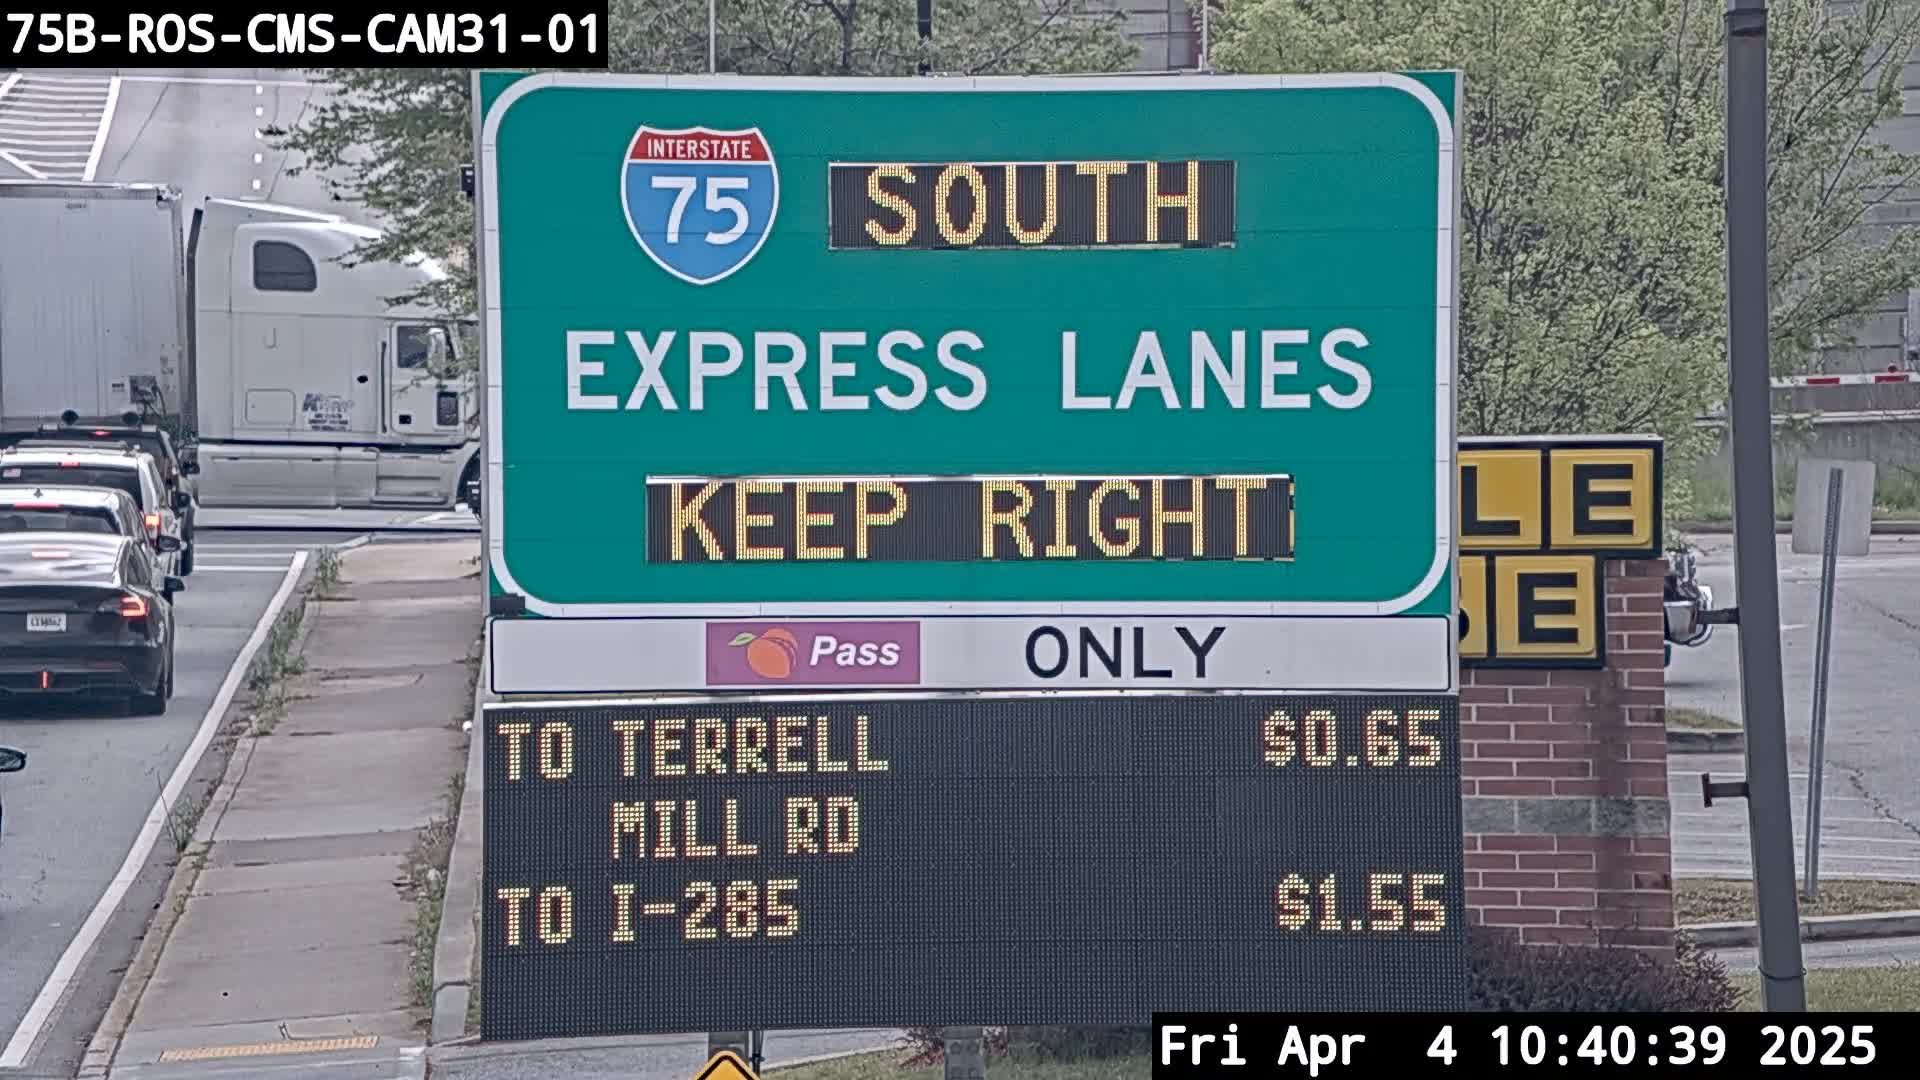 75B-ROS-CMS-CAM31-01
INTERSTATE
75
SOUTH
EXPRESS LANES
KEEP RIGHT
Pass ONLY
TO TERRELL $0.65
MILL RD
TO I-285 $1.55
LE
E
Fri Apr 4 10:40:39 2025